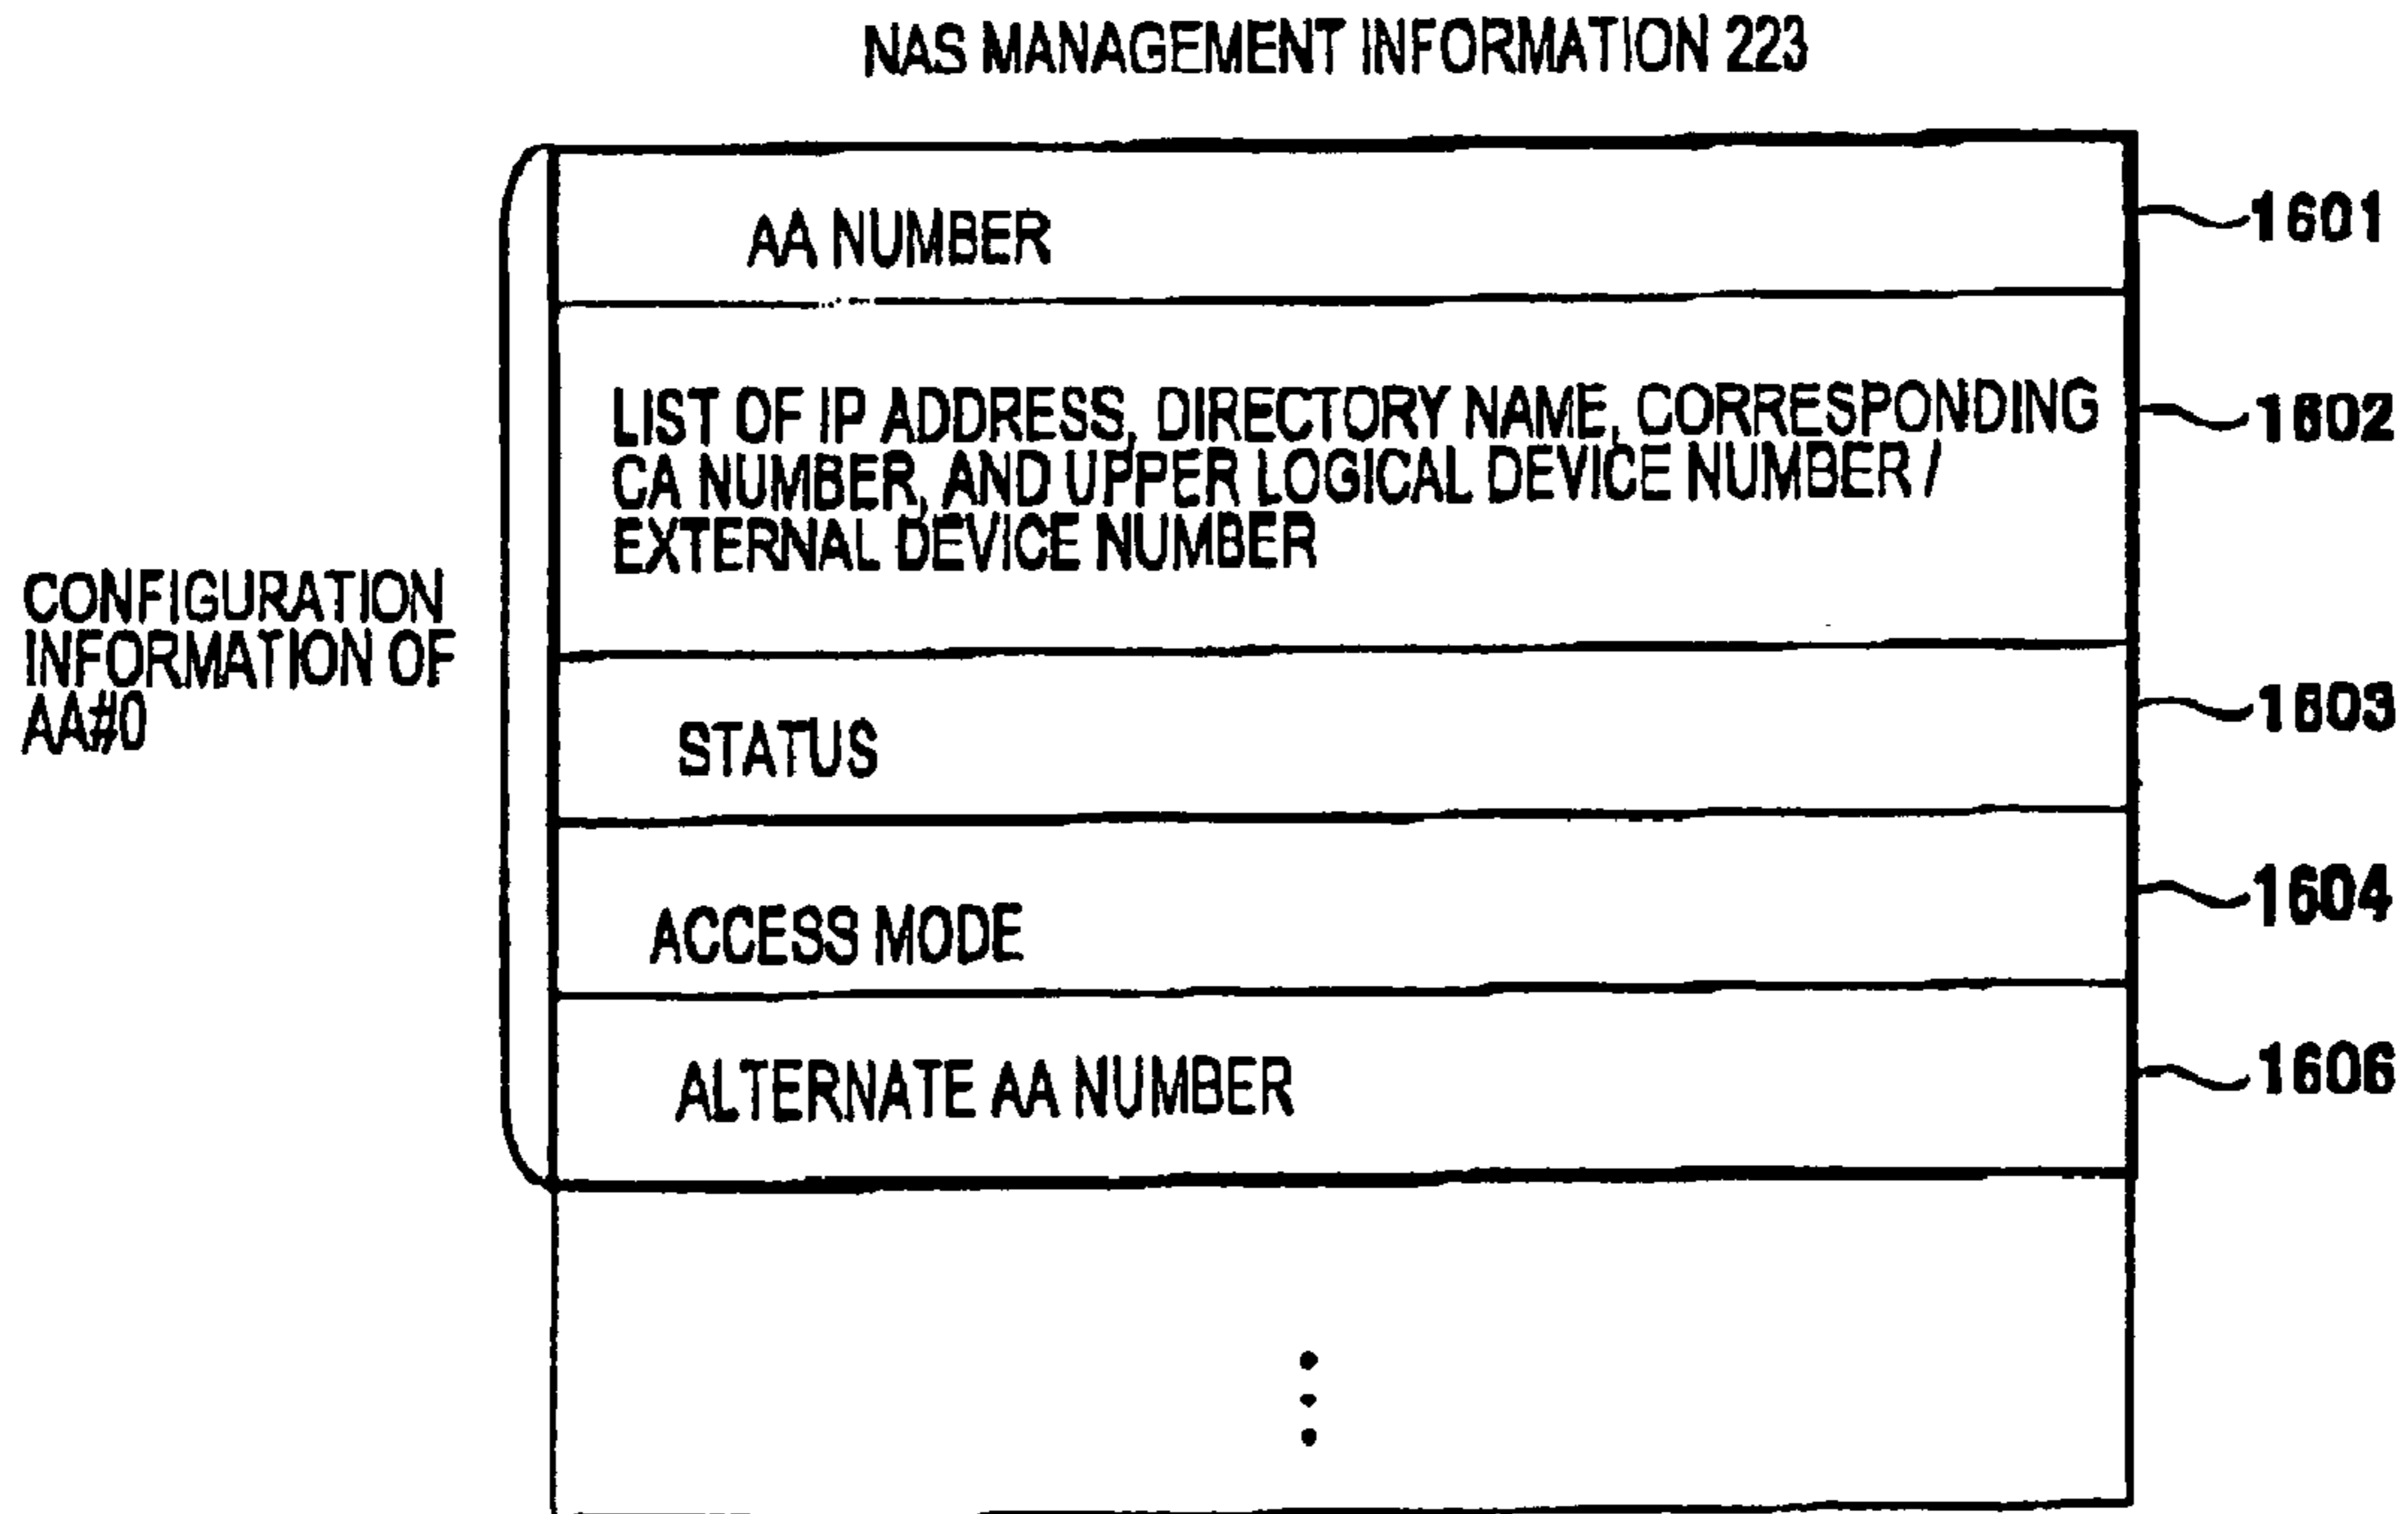 NAS MANAGEMENT INFORMATION 223
AA NUMBER
1601
LIST OF IP ADDRESS, DIRECTORY NAME, CORRESPONDING
CA NUMBER, AND UPPER LOGICAL DEVICE NUMBER /
EXTERNAL DEVICE NUMBER
1602
CONFIGURATION
INFORMATION OF
AA#0
STATUS
1603
ACCESS MODE
1604
ALTERNATE AA NUMBER
1606